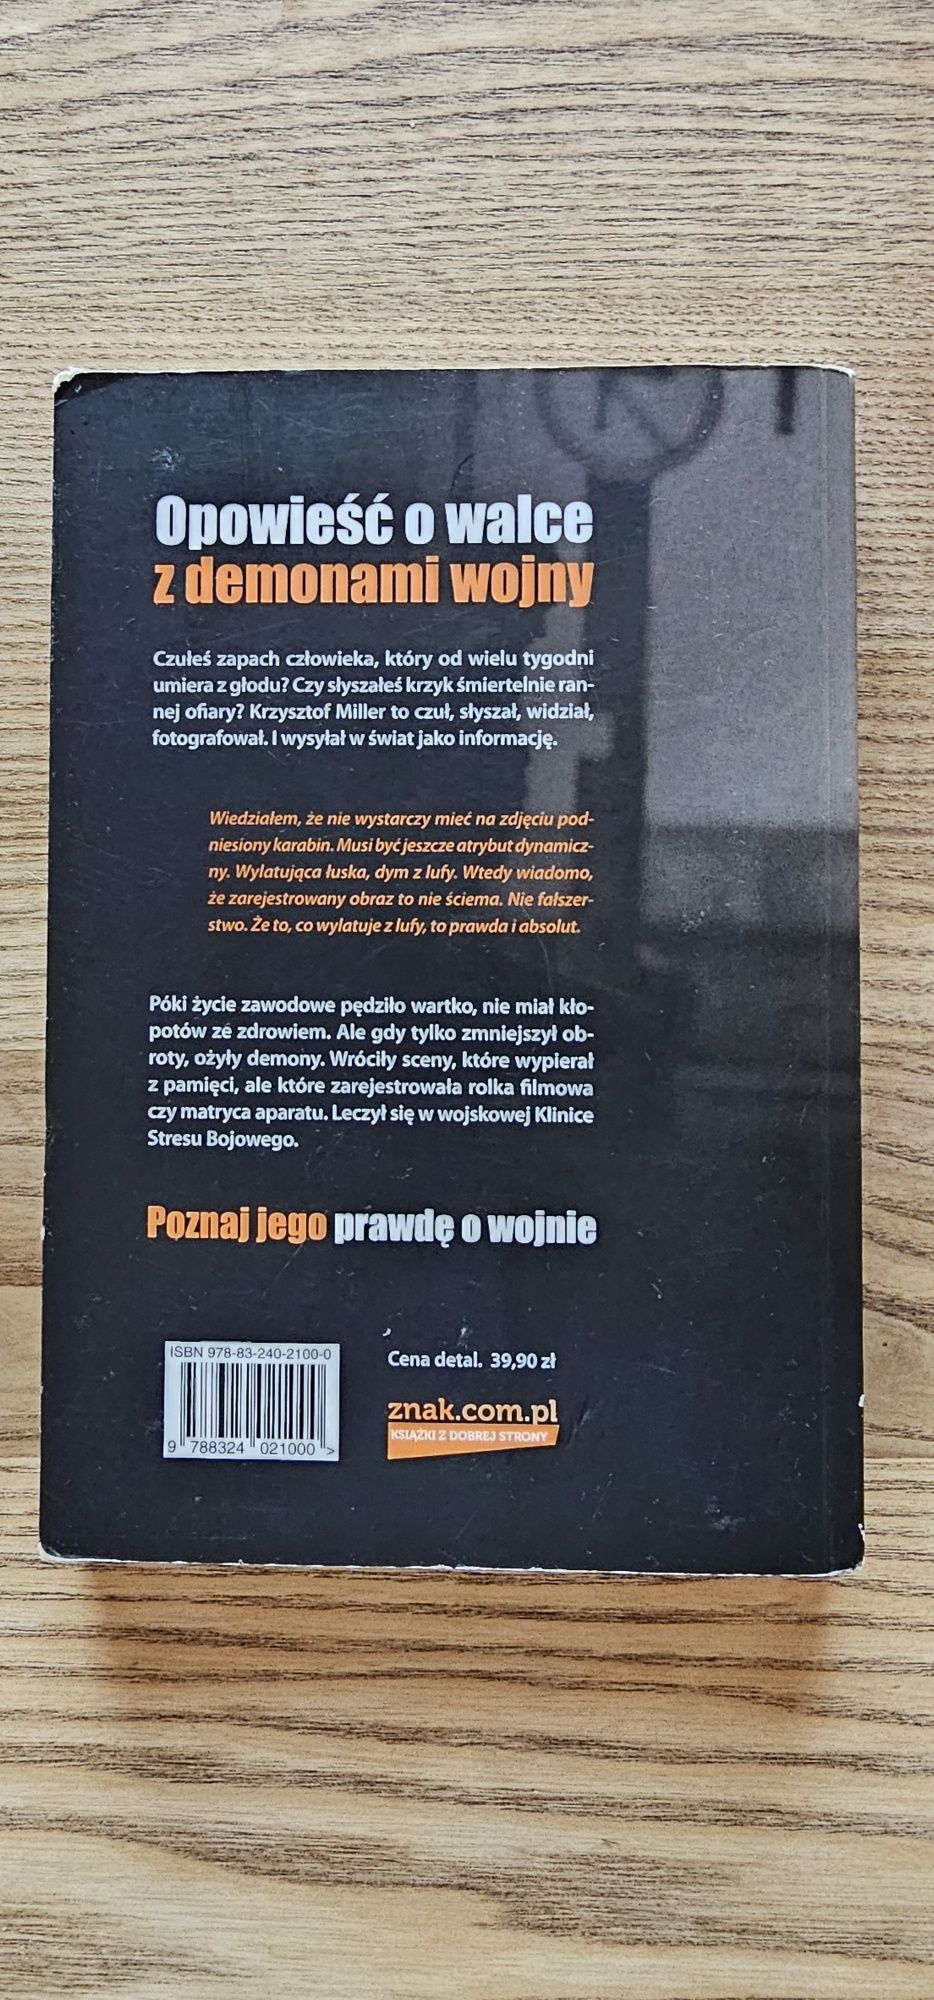 Opowieść o walce
z demonami wojny
Czułeś zapach człowieka, który od wielu tygodni
umiera z głodu? Czy słyszałeś krzyk śmiertelnie ran-
nej ofiary? Krzysztof Miller to czuł, słyszał, widział,
fotografował. I wysyłał w świat jako informację.
Wiedziałem, że nie wystarczy mieć na zdjęciu pod-
niesiony karabin. Musi być jeszcze atrybut dynamicz-
ny. Wylatująca łuska, dym z lufy. Wtedy wiadomo,
że zarejestrowany obraz to nie ściema. Nie fałszer-
stwo. Że to, co wylatuje z lufy, to prawda i absolut.
Póki życie zawodowe pędziło wartko, nie miał kło-
potów ze zdrowiem. Ale gdy tylko zmniejszył ob-
roty, ożyły demony. Wróciły sceny, które wypierał
z pamięci, ale które zarejestrowała rolka filmowa
czy matryca aparatu. Leczył się w wojskowej Klinice
Stresu Bojowego.
Poznaj jego prawdę o wojnie
ISBN 978-83-240-2100-0
9 788324 021000 >
Cena detal. 39,90 zł
znak.com.pl
KSIĄŻKI Z DOBREJ STRONY